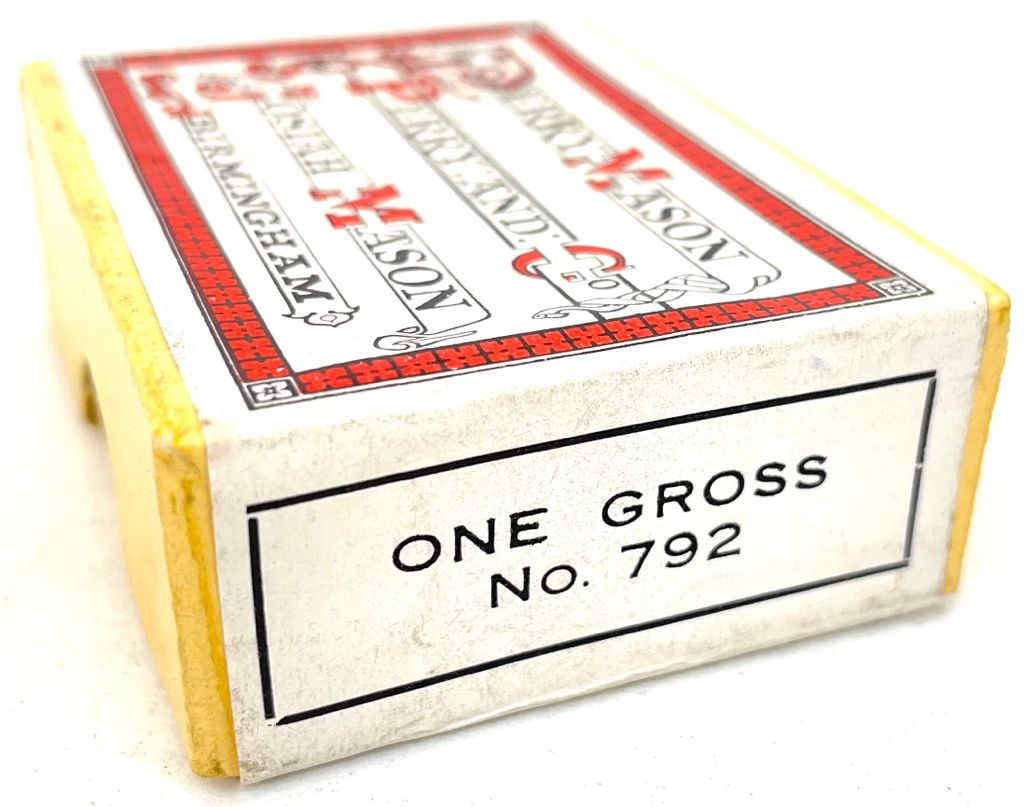 PERRY MASON
PERRY. AND. Co
JOSIAH MASON
BIRMINGHAM
ONE GROSS
No. 792